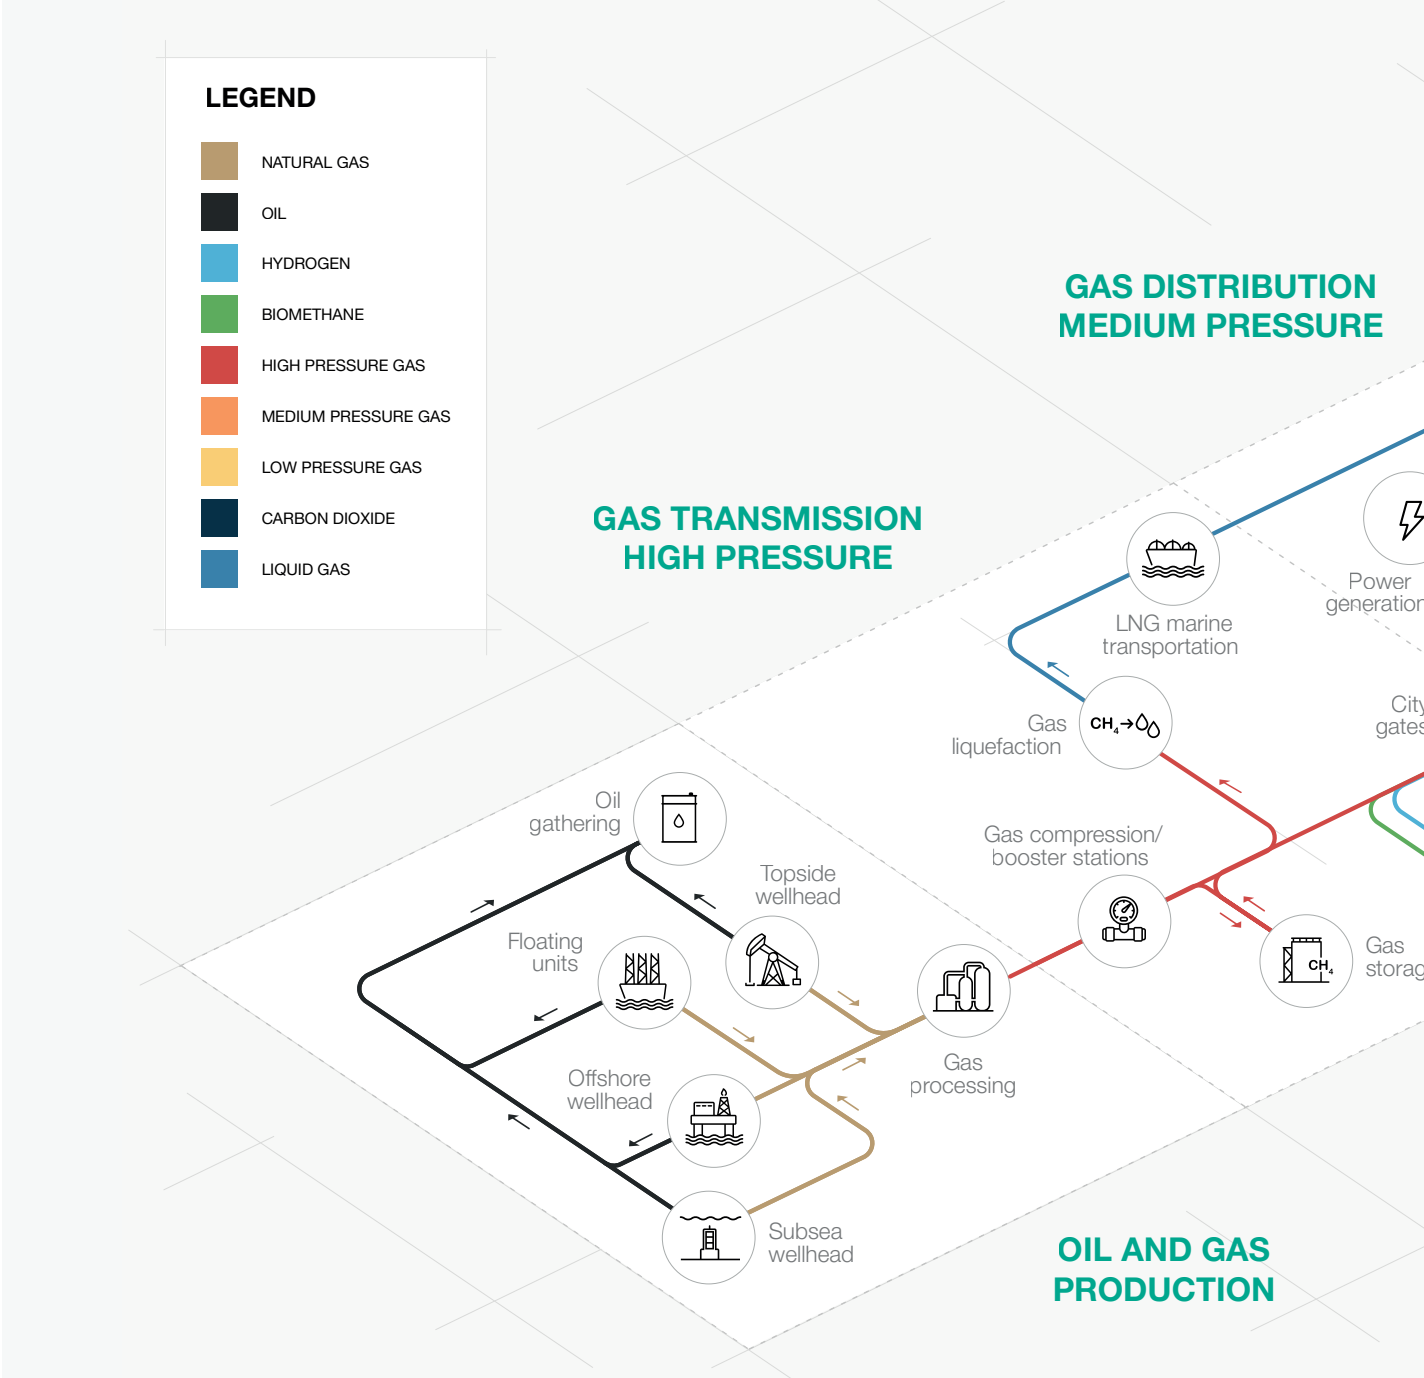 LEGEND
NATURAL GAS
OIL
HYDROGEN
BIOMETHANE
HIGH PRESSURE GAS
MEDIUM PRESSURE GAS
LOW PRESSURE GAS
CARBON DIOXIDE
LIQUID GAS
GAS DISTRIBUTION
MEDIUM PRESSURE
GAS TRANSMISSION
HIGH PRESSURE
Power
generation
LNG marine
transportation
City
gates
Gas
liquefaction
CH₄→
Oil
gathering
Gas compression/
booster stations
Topside
wellhead
Floating
units
Gas
storag
CH₄
Gas
processing
Offshore
wellhead
Subsea
wellhead
OIL AND GAS
PRODUCTION